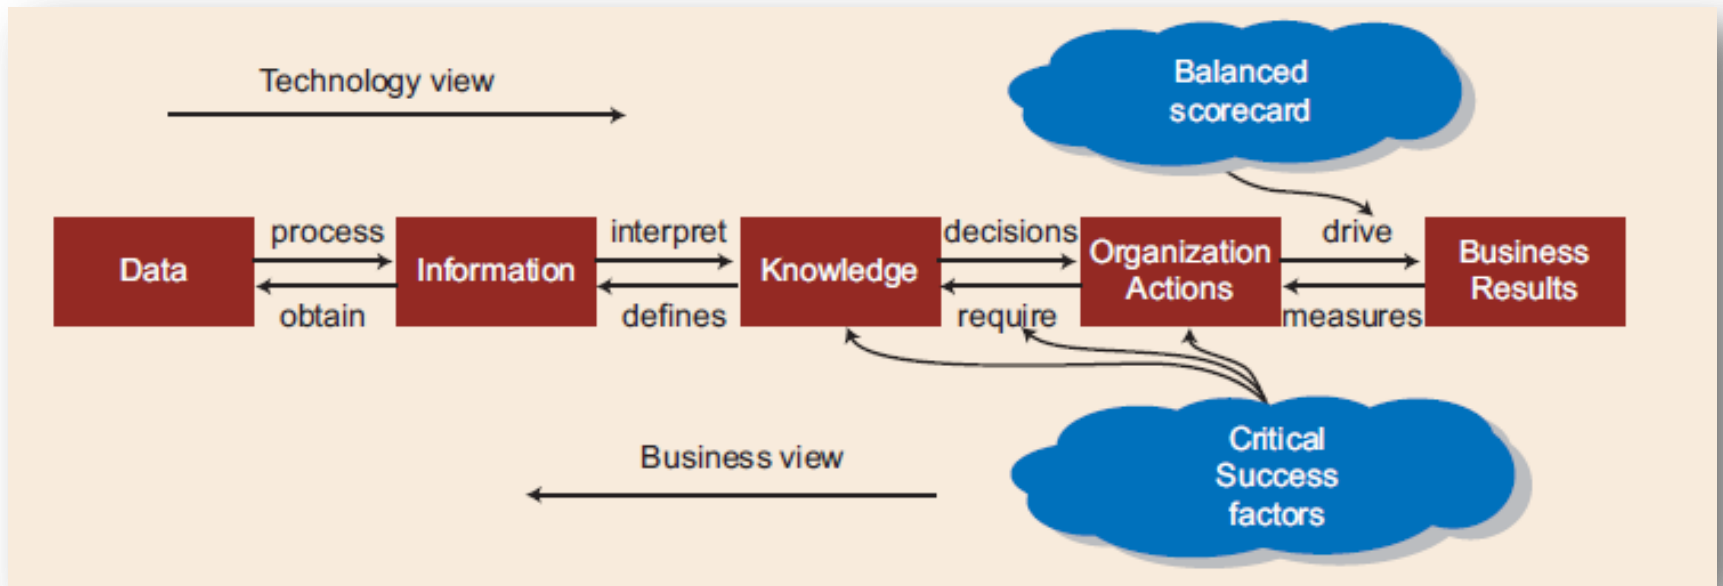 Technology view
Balanced
scorecard
process
interpret
decisions
drive
Data
Information
Knowledge
Organization
Actions
Business
Results
obtain
defines
require
measures
Business view
Critical
Success
factors